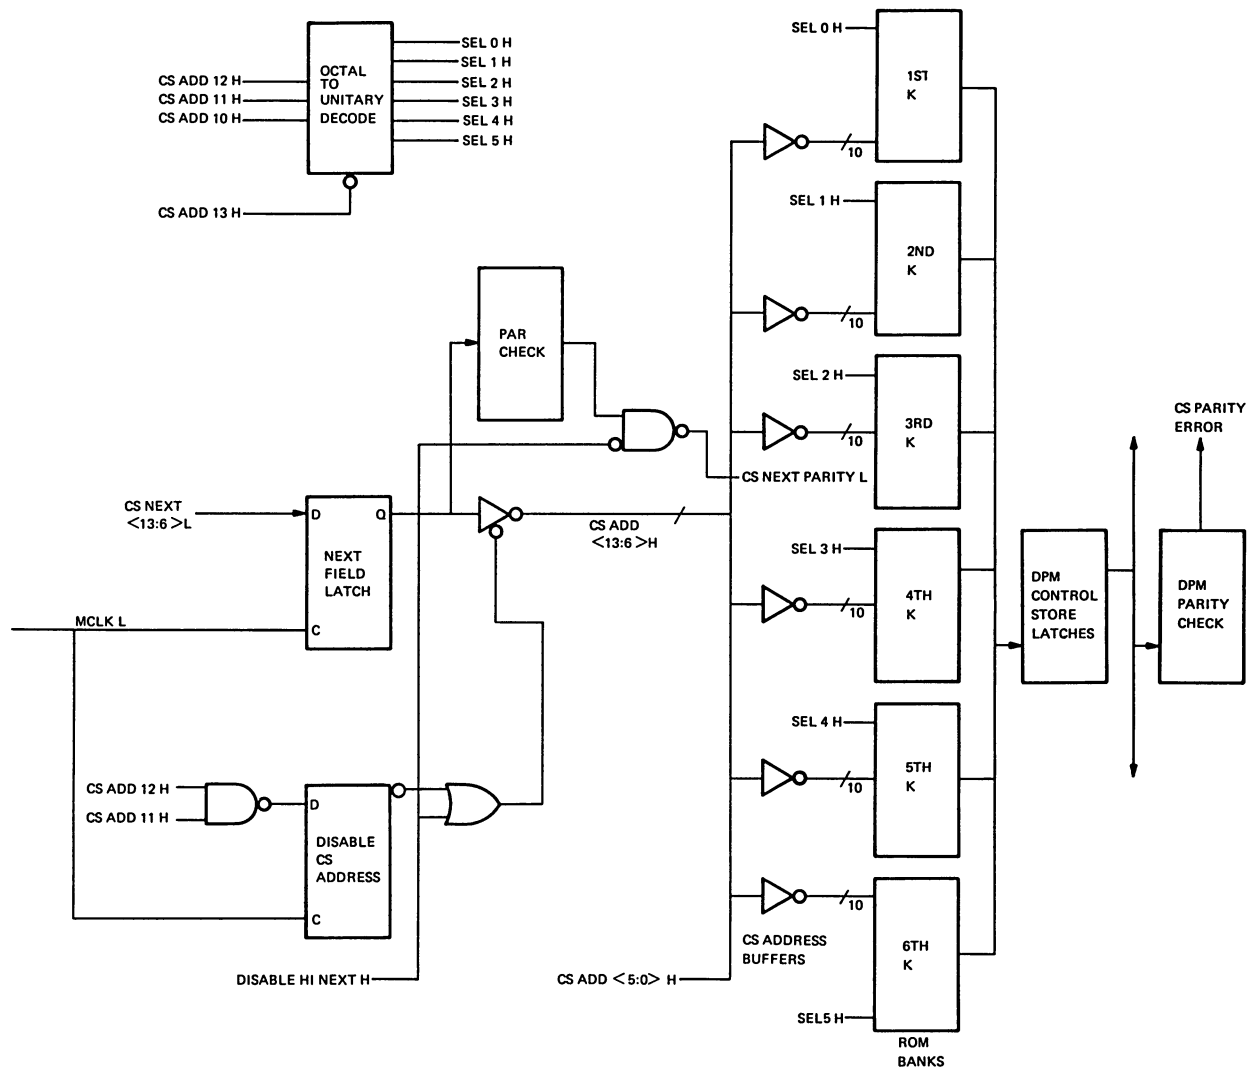 OCTAL
TO
UNITARY
DECODE
CS ADD 12 H
CS ADD 11 H
CS ADD 10 H
CS ADD 13 H
SEL 0 H
SEL 1 H
SEL 2 H
SEL 3 H
SEL 4 H
SEL 5 H
SEL 0 H
1ST
K
10
SEL 1 H
2ND
K
10
PAR
CHECK
SEL 2 H
3RD
K
10
CS NEXT PARITY L
CS PARITY
ERROR
CS NEXT
<13:6>L
D
Q
NEXT
FIELD
LATCH
C
MCLK L
CS ADD
<13:6>H
SEL 3 H
4TH
K
10
DPM
CONTROL
STORE
LATCHES
DPM
PARITY
CHECK
SEL 4 H
5TH
K
10
CS ADD 12 H
CS ADD 11 H
D
DISABLE
CS
ADDRESS
C
DISABLE HI NEXT H
CS ADD <5:0> H
10
CS ADDRESS
BUFFERS
6TH
K
SEL5 H
ROM
BANKS